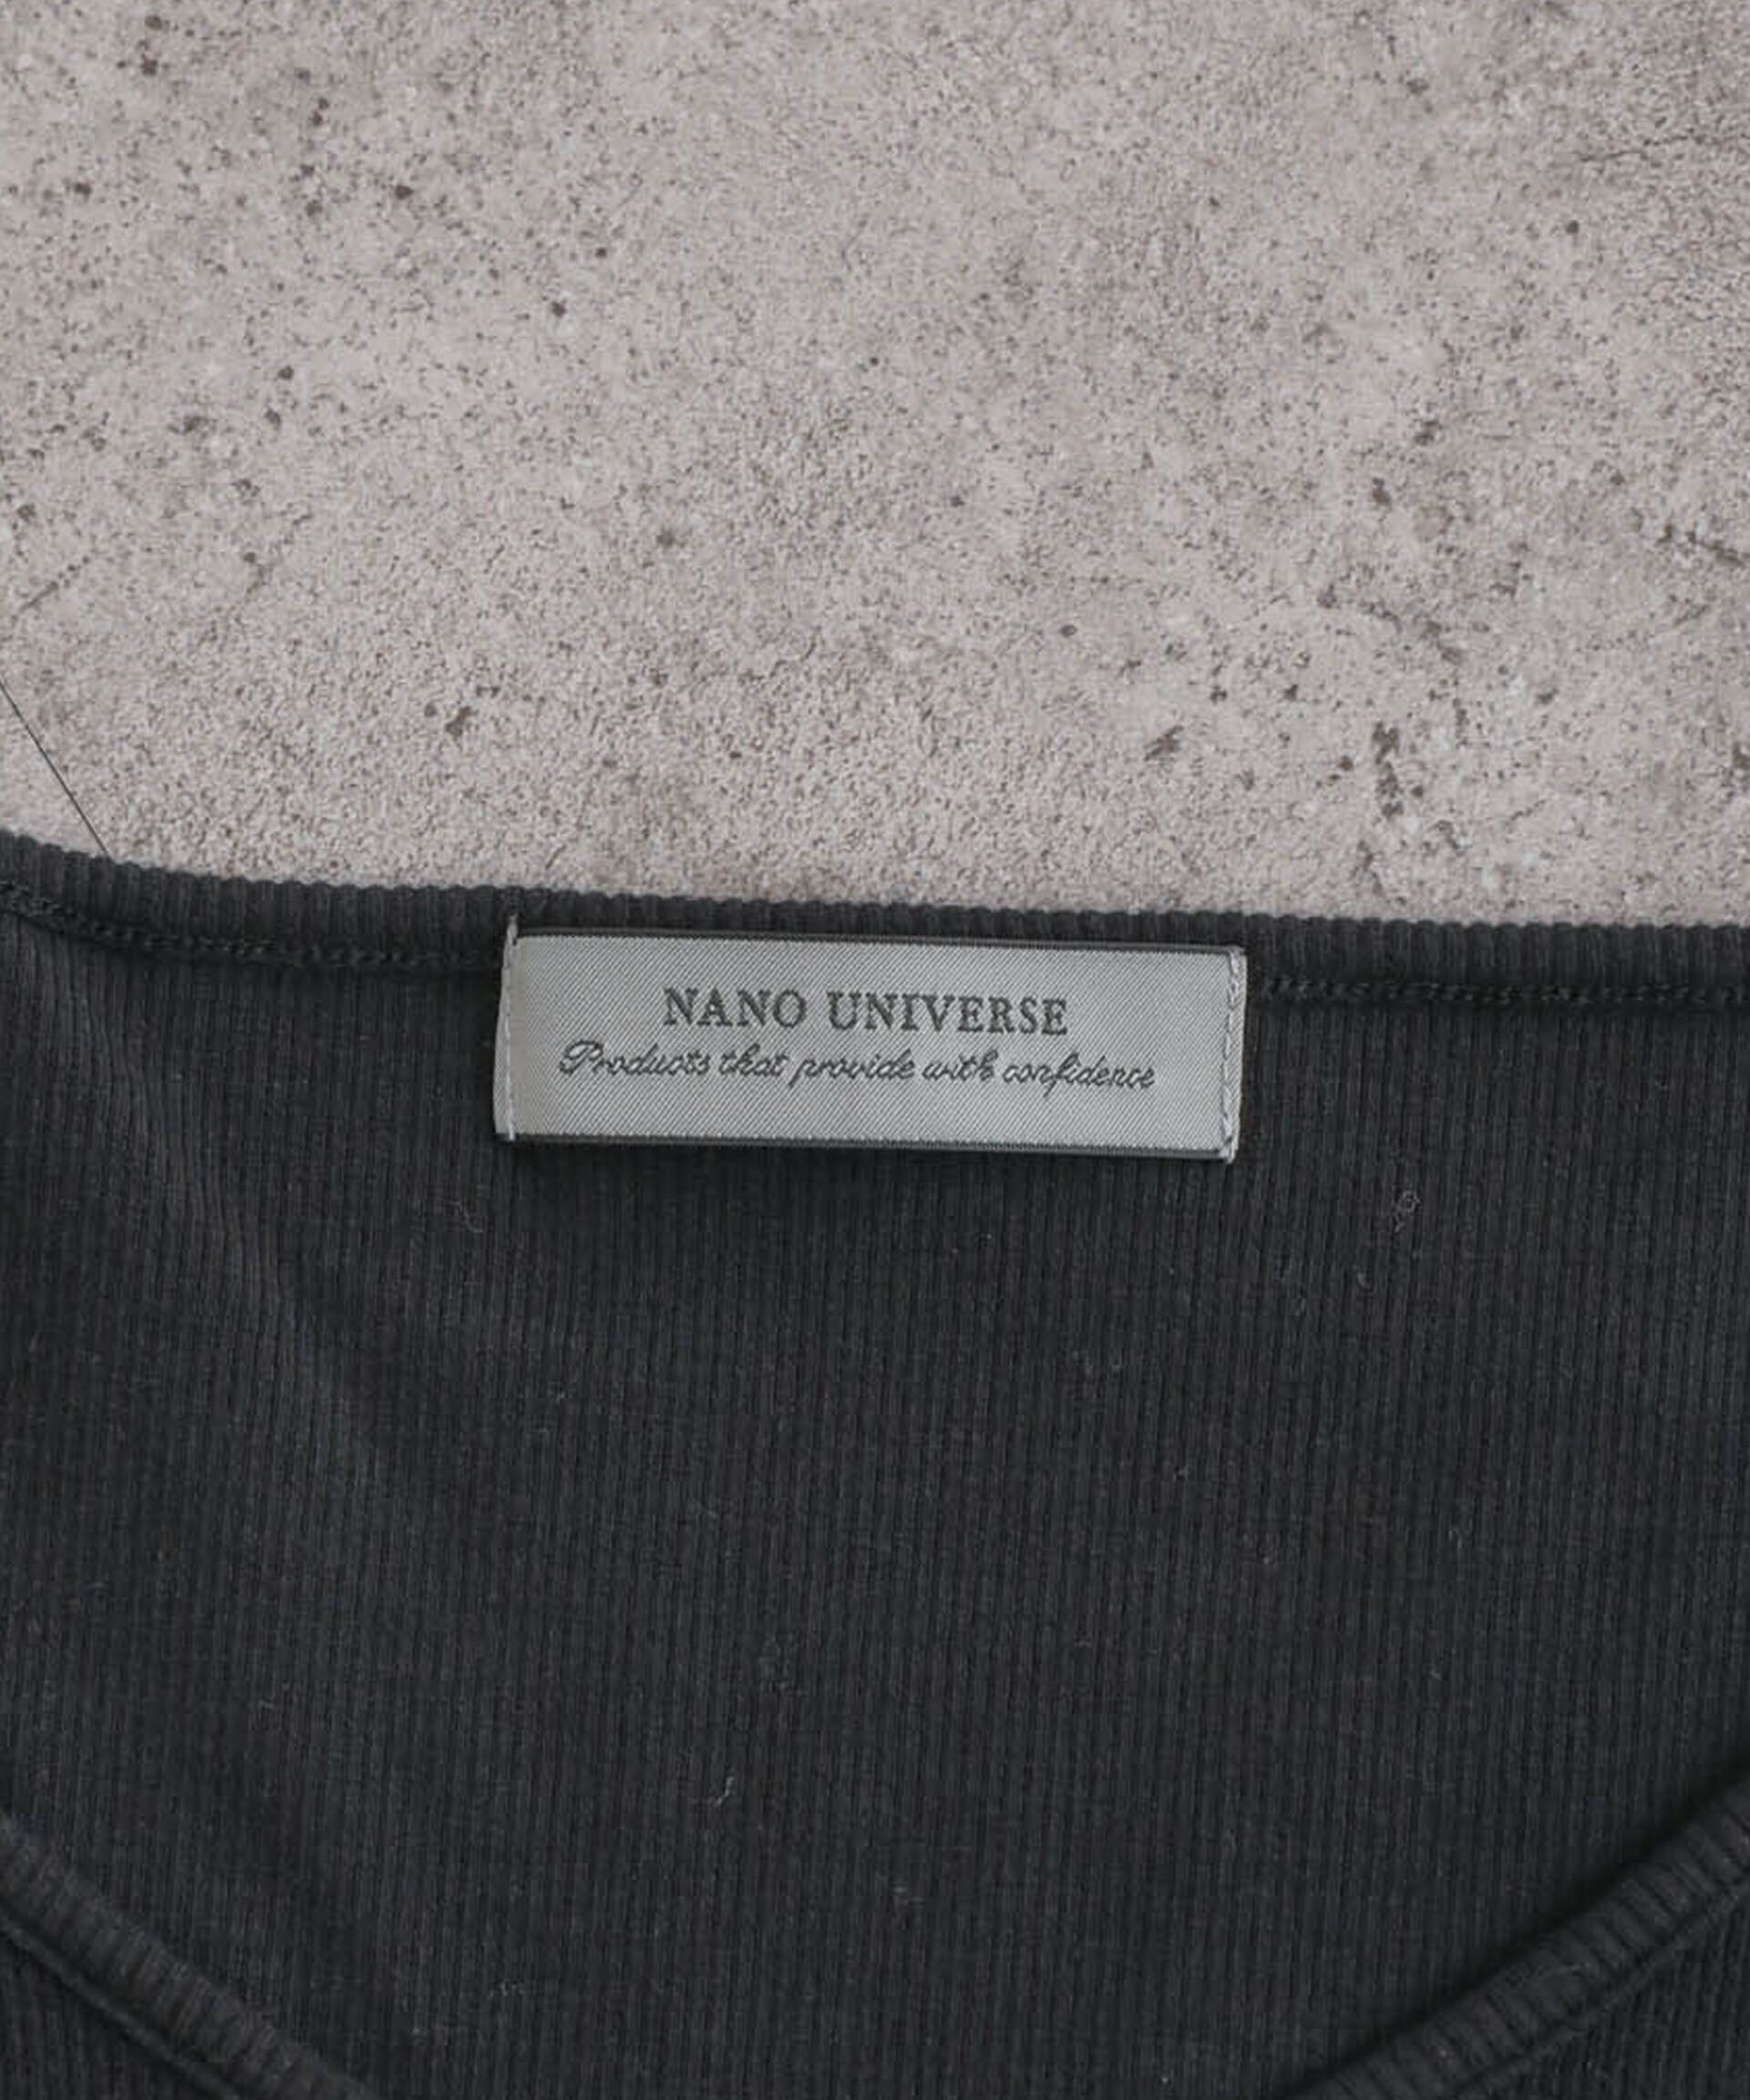 NANO UNIVERSE
Products that provide with confidence